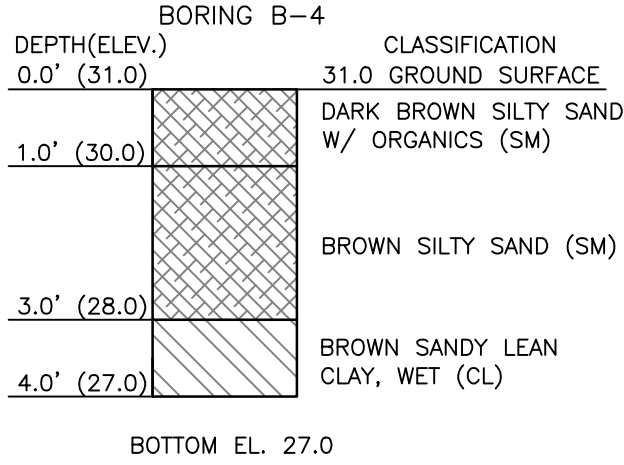 BORING B-4
DEPTH(ELEV.)
CLASSIFICATION
0.0' (31.0)
31.0 GROUND SURFACE
DARK BROWN SILTY SAND
W/ ORGANICS (SM)
1.0' (30.0)
BROWN SILTY SAND (SM)
3.0' (28.0)
BROWN SANDY LEAN
CLAY, WET (CL)
4.0' (27.0)
BOTTOM EL. 27.0